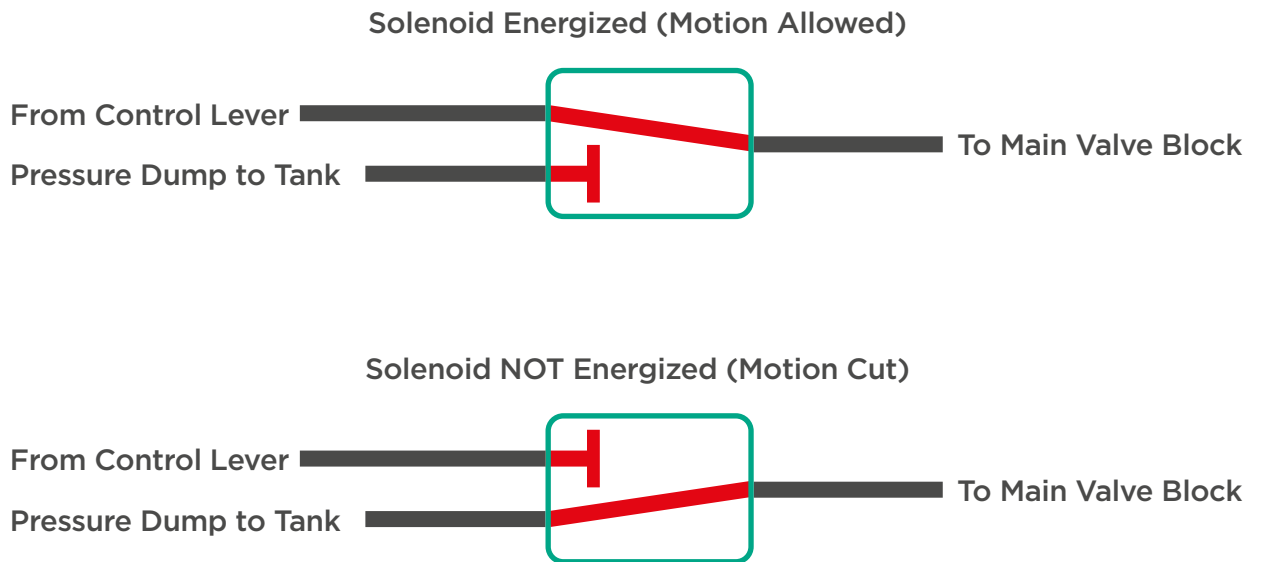 Solenoid Energized (Motion Allowed)
From Control Lever
To Main Valve Block
Pressure Dump to Tank
Solenoid NOT Energized (Motion Cut)
From Control Lever
To Main Valve Block
Pressure Dump to Tank